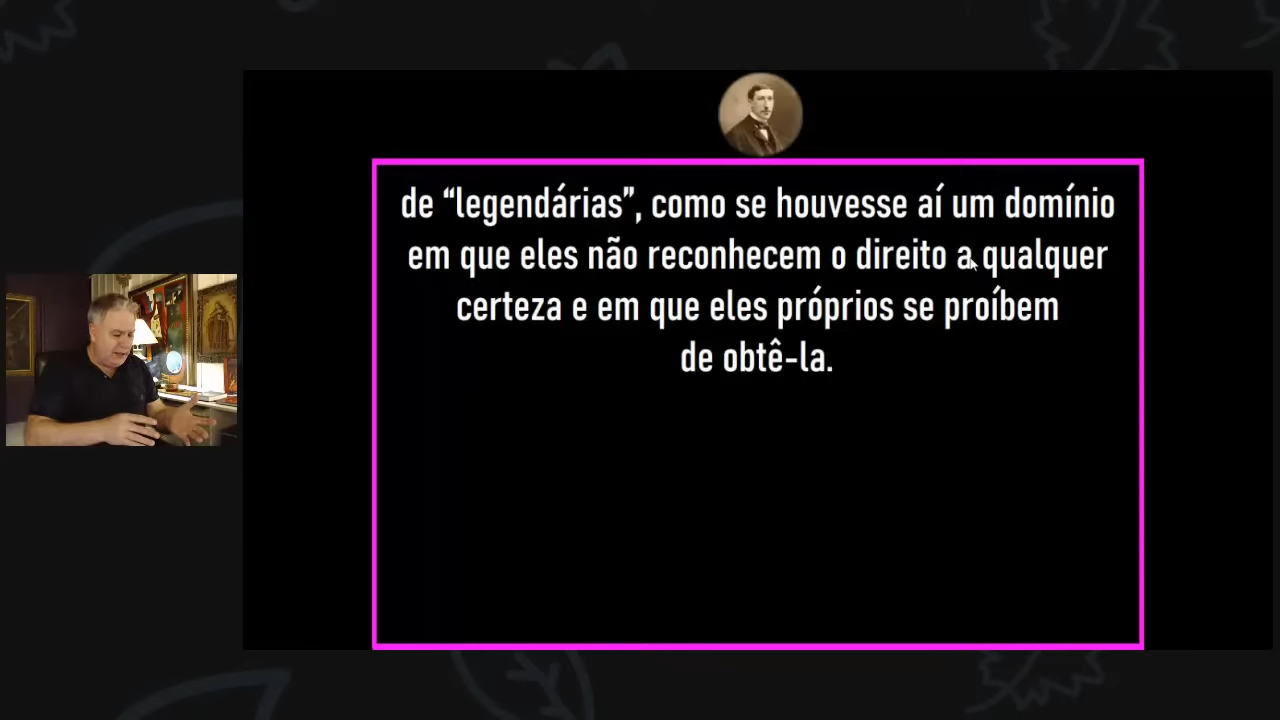 de “legendárias”, como se houvesse aí um domínio
em que eles não reconhecem o direito a qualquer
certeza e em que eles próprios se proíbem
de obtê-la.